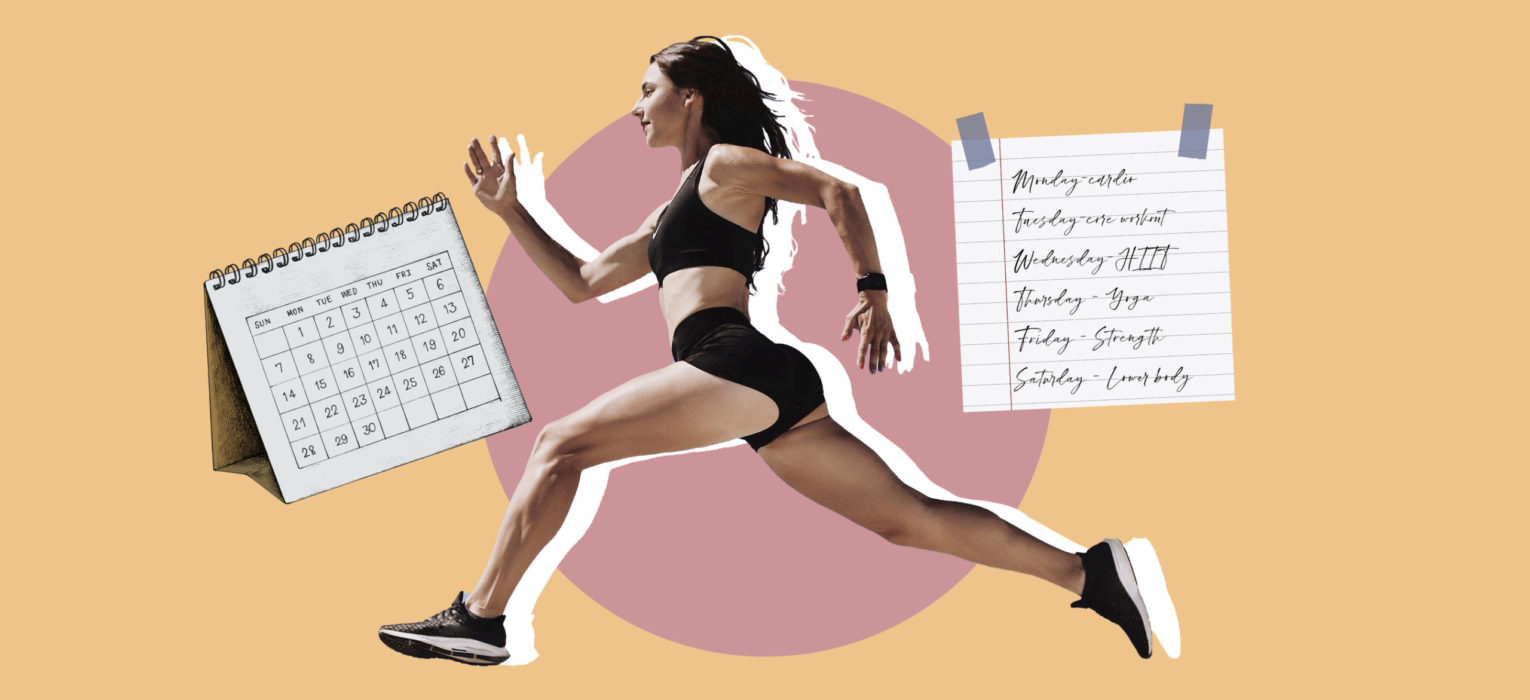 SUN MON TUE WED THU FRI SAT
1 2 3 4 5 6
7 8 9 10 11 12 13
14 15 16 17 18 19 20
21 22 23 24 25 26 27
28 29 30
Monday-cardio
Tuesday-core workout
Wednesday-HIIT
Thursday - Yoga
Friday - Strength
Saturday - Lower body